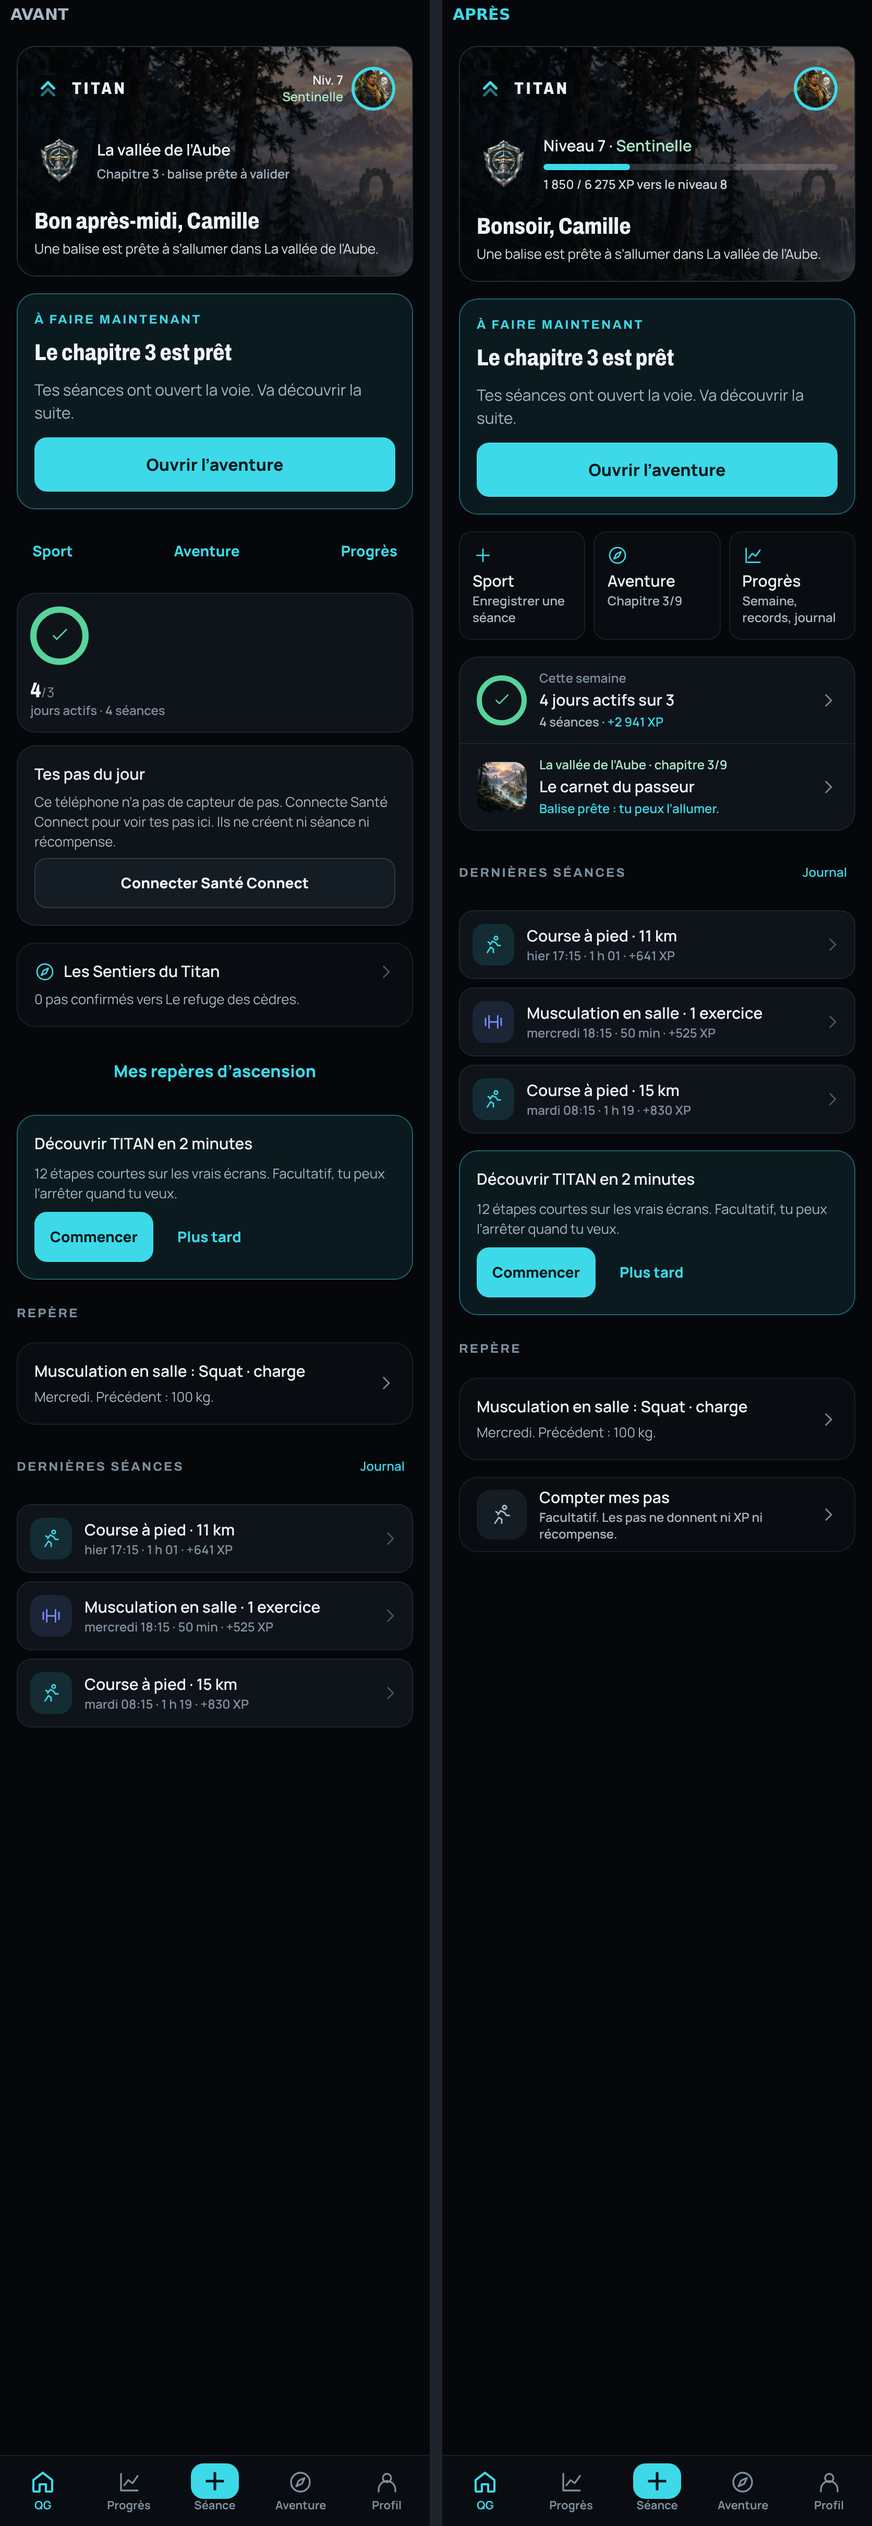 AVANT
TITAN
Niv. 7
Sentinelle
La vallée de l'Aube
Chapitre 3 · balise prête à valider
Bon après-midi, Camille
Une balise est prête à s'allumer dans La vallée de l'Aube.
À FAIRE MAINTENANT
Le chapitre 3 est prêt
Tes séances ont ouvert la voie. Va découvrir la
suite.
Ouvrir l'aventure
Sport
Aventure
Progrès
4/3
jours actifs · 4 séances
Tes pas du jour
Ce téléphone n'a pas de capteur de pas. Connecte Santé
Connect pour voir tes pas ici. Ils ne créent ni séance ni
récompense.
Connecter Santé Connect
Les Sentiers du Titan
0 pas confirmés vers Le refuge des cèdres.
Mes repères d'ascension
Découvrir TITAN en 2 minutes
12 étapes courtes sur les vrais écrans. Facultatif, tu peux
l'arrêter quand tu veux.
Commencer
Plus tard
REPÈRE
Musculation en salle : Squat · charge
Mercredi. Précédent : 100 kg.
DERNIÈRES SÉANCES
Journal
Course à pied · 11 km
hier 17:15 · 1 h 01 · +641 XP
Musculation en salle · 1 exercice
mercredi 18:15 · 50 min · +525 XP
Course à pied · 15 km
mardi 08:15 · 1 h 19 · +830 XP
QG
Progrès
Séance
Aventure
Profil
APRÈS
TITAN
Niveau 7 · Sentinelle
1 850 / 6 275 XP vers le niveau 8
Bonsoir, Camille
Une balise est prête à s'allumer dans La vallée de l'Aube.
À FAIRE MAINTENANT
Le chapitre 3 est prêt
Tes séances ont ouvert la voie. Va découvrir la
suite.
Ouvrir l'aventure
Sport
Enregistrer une
séance
Aventure
Chapitre 3/9
Progrès
Semaine,
records, journal
Cette semaine
4 jours actifs sur 3
4 séances · +2 941 XP
La vallée de l'Aube · chapitre 3/9
Le carnet du passeur
Balise prête : tu peux l'allumer.
DERNIÈRES SÉANCES
Journal
Course à pied · 11 km
hier 17:15 · 1 h 01 · +641 XP
Musculation en salle · 1 exercice
mercredi 18:15 · 50 min · +525 XP
Course à pied · 15 km
mardi 08:15 · 1 h 19 · +830 XP
Découvrir TITAN en 2 minutes
12 étapes courtes sur les vrais écrans. Facultatif, tu peux
l'arrêter quand tu veux.
Commencer
Plus tard
REPÈRE
Musculation en salle : Squat · charge
Mercredi. Précédent : 100 kg.
Compter mes pas
Facultatif. Les pas ne donnent ni XP ni
récompense.
QG
Progrès
Séance
Aventure
Profil